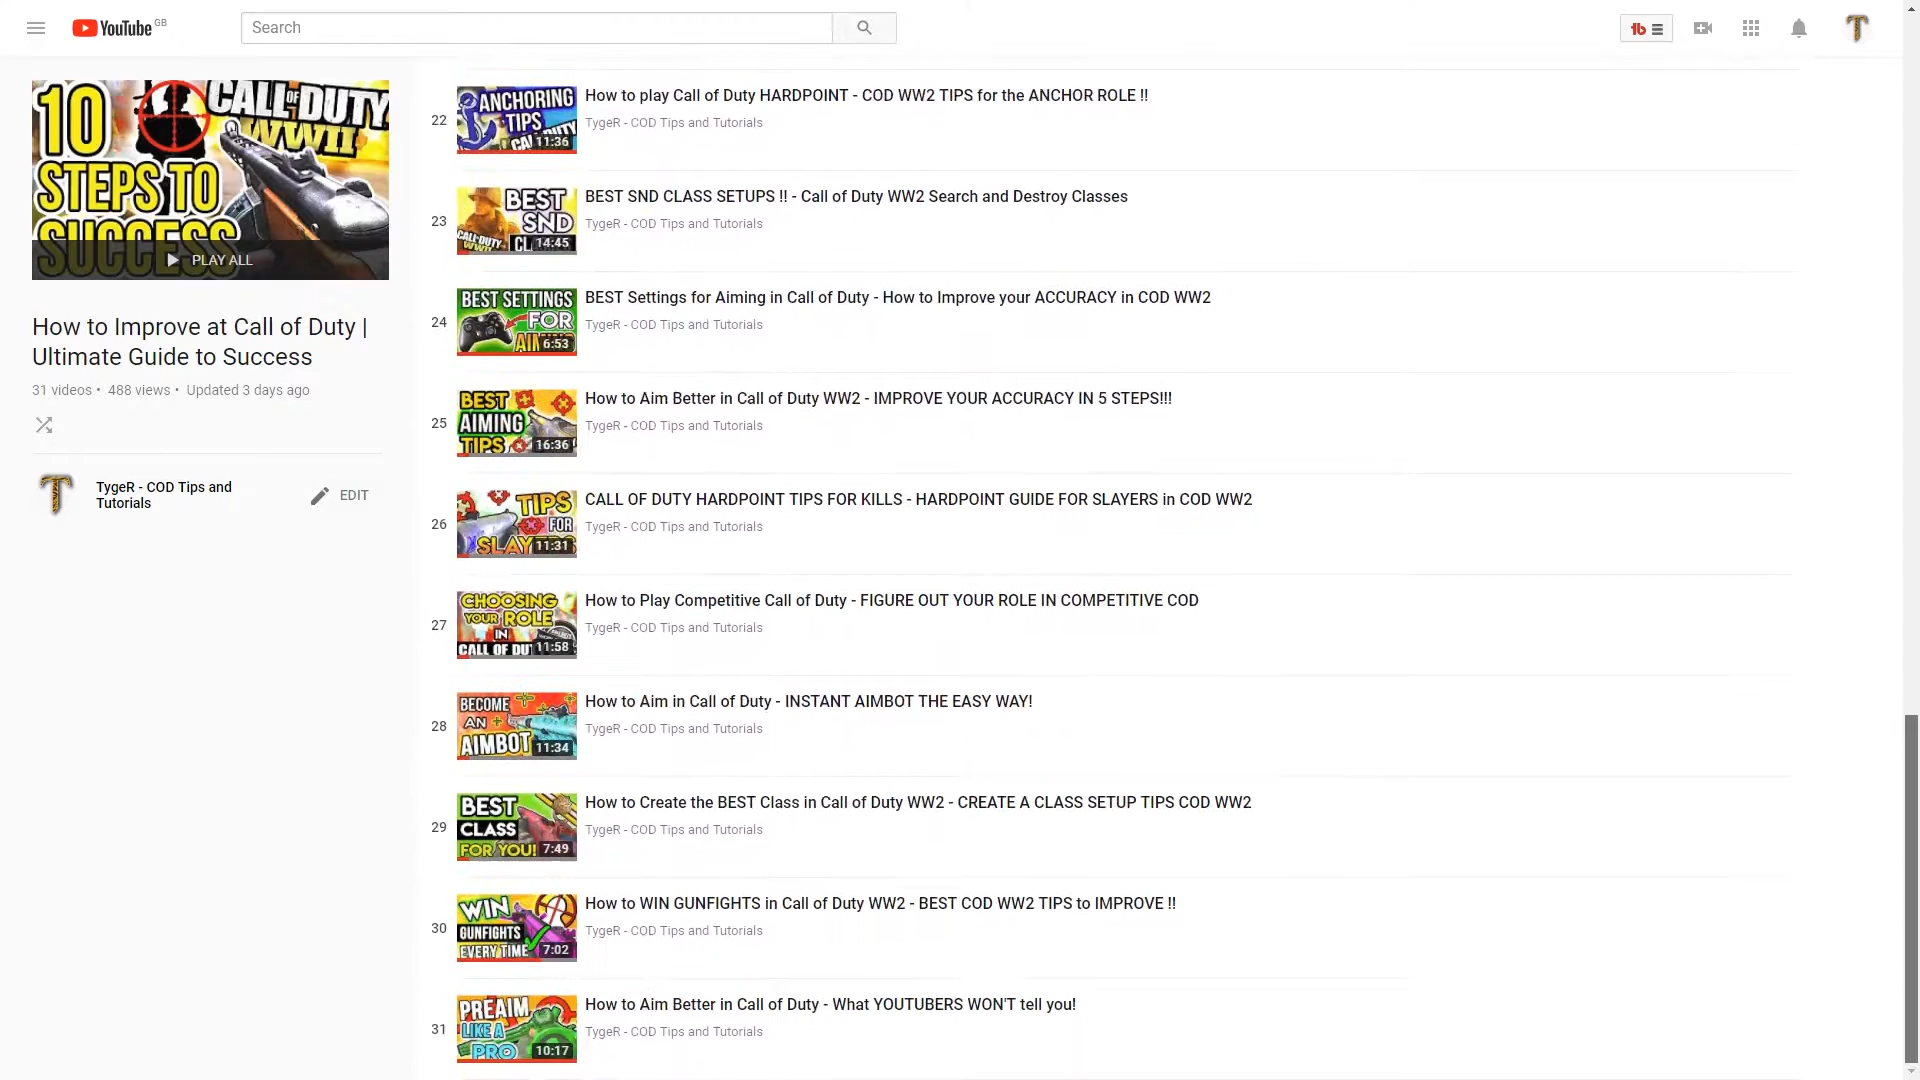 YouTube GB
Search
10
CALL OF DUTY
WWII
STEPS TO
SUCCESS
PLAY ALL
How to Improve at Call of Duty |
Ultimate Guide to Success
31 videos • 488 views • Updated 3 days ago
TygeR - COD Tips and
Tutorials
EDIT
22
ANCHORING
TIPS
11:36
How to play Call of Duty HARDPOINT - COD WW2 TIPS for the ANCHOR ROLE !!
TygeR - COD Tips and Tutorials
23
BEST
SND
CALL OF DUTY
14:45
BEST SND CLASS SETUPS !! - Call of Duty WW2 Search and Destroy Classes
TygeR - COD Tips and Tutorials
24
BEST SETTINGS
FOR
6:53
BEST Settings for Aiming in Call of Duty - How to Improve your ACCURACY in COD WW2
TygeR - COD Tips and Tutorials
25
BEST
AIMING
TIPS
16:36
How to Aim Better in Call of Duty WW2 - IMPROVE YOUR ACCURACY IN 5 STEPS!!!
TygeR - COD Tips and Tutorials
26
TIPS
FOR
SLAYERS
11:31
CALL OF DUTY HARDPOINT TIPS FOR KILLS - HARDPOINT GUIDE FOR SLAYERS in COD WW2
TygeR - COD Tips and Tutorials
27
CHOOSING
YOUR ROLE
IN
CALL OF DU
11:58
How to Play Competitive Call of Duty - FIGURE OUT YOUR ROLE IN COMPETITIVE COD
TygeR - COD Tips and Tutorials
28
BECOME
AN
AIMBOT
11:34
How to Aim in Call of Duty - INSTANT AIMBOT THE EASY WAY!
TygeR - COD Tips and Tutorials
29
BEST
CLASS
FOR YOU!
7:49
How to Create the BEST Class in Call of Duty WW2 - CREATE A CLASS SETUP TIPS COD WW2
TygeR - COD Tips and Tutorials
30
WIN
GUNFIGHTS
EVERY TIME
7:02
How to WIN GUNFIGHTS in Call of Duty WW2 - BEST COD WW2 TIPS to IMPROVE !!
TygeR - COD Tips and Tutorials
31
PREAIM
LIKE A
PRO
10:17
How to Aim Better in Call of Duty - What YOUTUBERS WON'T tell you!
TygeR - COD Tips and Tutorials